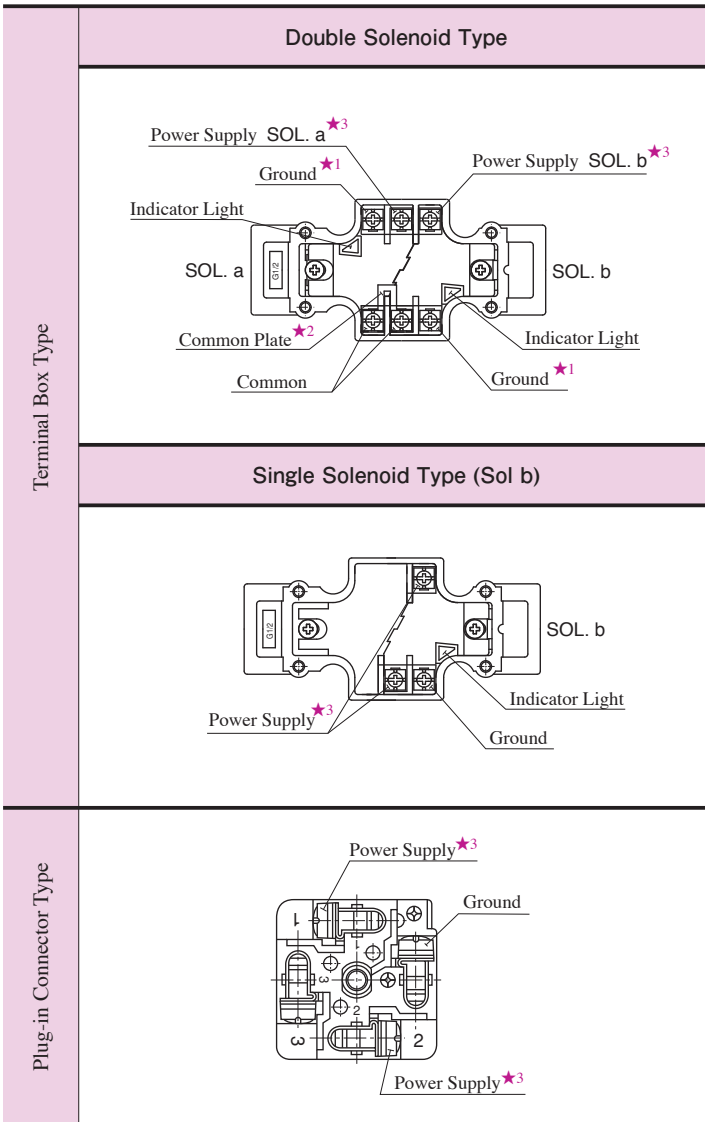 Terminal Box Type
Double Solenoid Type
Power Supply SOL. a★3
Power Supply SOL. b★3
Ground★1
Indicator Light
SOL. a
G1/2
SOL. b
Common Plate★2
Indicator Light
Common
Ground★1
Single Solenoid Type (Sol b)
G1/2
SOL. b
Indicator Light
Power Supply★3
Ground
Plug-in Connector Type
Power Supply★3
Ground
1
1
3
2
3
2
Power Supply★3